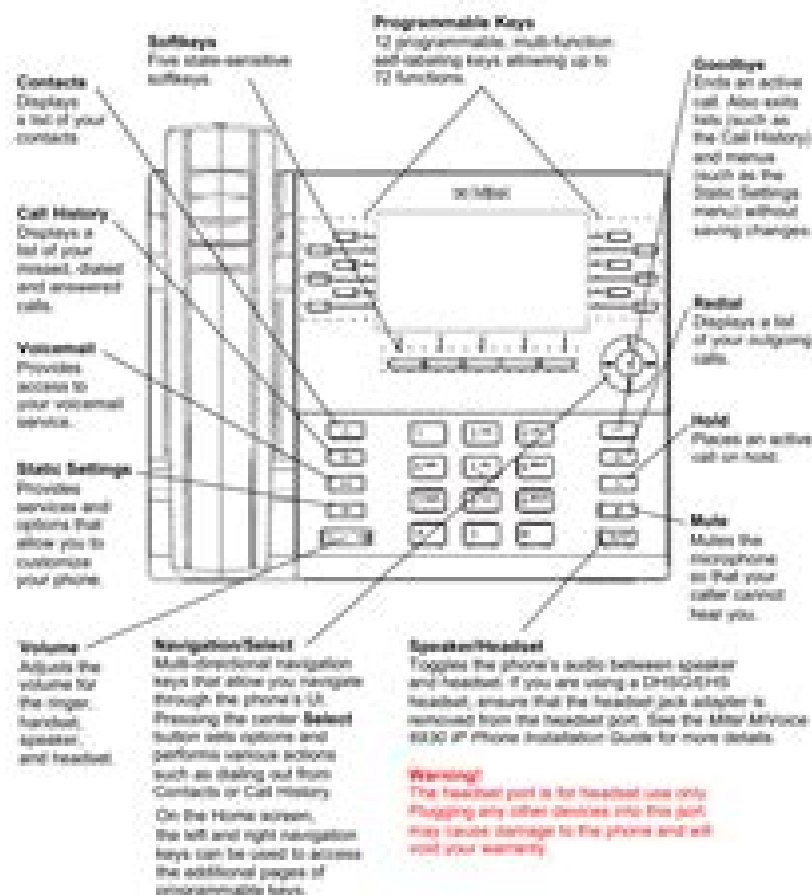 Programmable Keys
12 programmable, multi-function
self-labeling keys allowing up to
72 functions.
Softkeys
Five state-sensitive
softkeys.
Contacts
Displays
a list of your
contacts.
Goodbye
Ends an active
call. Also exits
lists (such as
the Call History)
and menus
(such as the
Static Settings
menu) without
saving changes.
Call History
Displays a
list of your
missed, dialed
and answered
calls.
Redial
Displays a list
of your outgoing
calls.
Voicemail
Provides
access to
your voicemail
service.
Hold
Places an active
call on hold.
Static Settings
Provides
services and
options that
allow you to
customize
your phone.
Mute
Mutes the
microphone
so that your
caller cannot
hear you.
Volume
Adjusts the
volume for
the ringer,
handset,
speaker,
and headset.
Navigation/Select
Multi-directional navigation
keys that allow you navigate
through the phone's UI.
Pressing the center Select
button sets options and
performs various actions
such as dialing out from
Contacts or Call History.
On the Home screen,
the left and right navigation
keys can be used to access
the additional pages of
programmable keys.
Speaker/Headset
Toggles the phone's audio between speaker
and headset. If you are using a DHSG/EHS
headset, ensure that the headset jack adapter is
removed from the headset port. See the Mitel MiVoice
6930 IP Phone Installation Guide for more details.
Warning!
The headset port is for headset use only.
Plugging any other devices into this port
may cause damage to the phone and will
void your warranty.